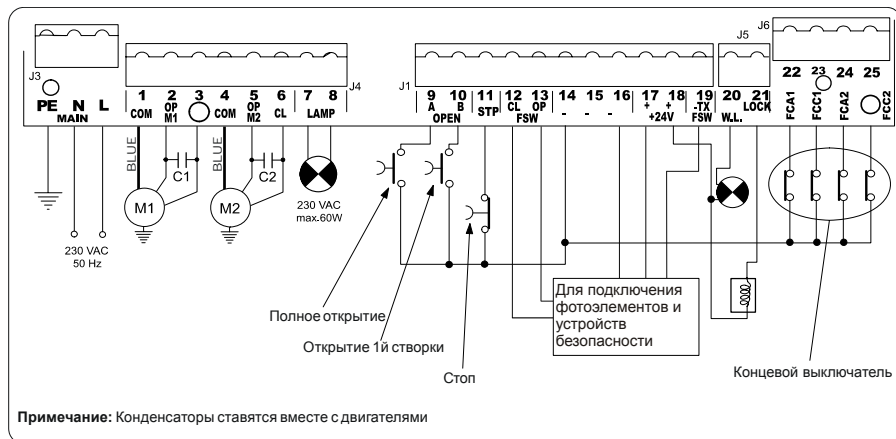 J3
J4
J1
J5
J6
PE N L
MAIN
1 2 3 4 5 6 7 8
COM OP M1 COM OP M2 CL LAMP
9 10 11 12 13 14 15 16 17 18 19 20 21
A B STP CL OP - - - + + -TX W.L. LOCK
OPEN FSW +24V FSW
22 23 24 25
FCA1 FCC1 FCA2 FCC2
BLUE BLUE
C1 C2
M1 M2
230 VAC
max.60W
230 VAC
50 Hz
Полное открытие
Открытие 1й створки
Стоп
Для подключения
фотоэлементов и
устройств
безопасности
Концевой выключатель
Примечание: Конденсаторы ставятся вместе с двигателями